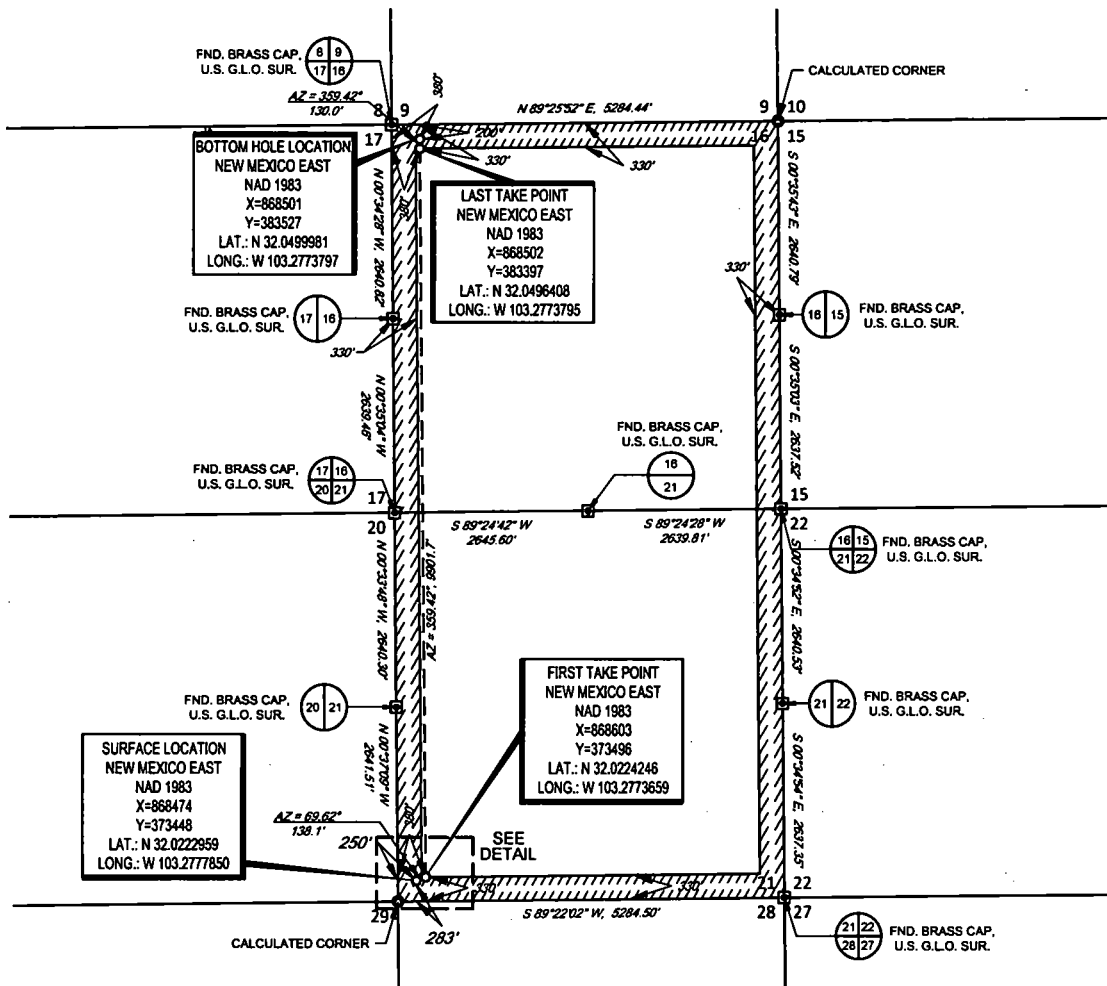 FND. BRASS CAP,
U.S. G.L.O. SUR.
8 9
17 16
AZ = 359.42°
130.0'
8 9
17
380'
200'
330'
N 89°25'52" E, 5284.44'
330'
CALCULATED CORNER
9 10
16 15
BOTTOM HOLE LOCATION
NEW MEXICO EAST
NAD 1983
X=868501
Y=383527
LAT.: N 32.0499981
LONG.: W 103.2773797
LAST TAKE POINT
NEW MEXICO EAST
NAD 1983
X=868502
Y=383397
LAT.: N 32.0496408
LONG.: W 103.2773795
N 00°34'28" W, 2640.82'
380'
S 00°35'43" E, 2640.79'
330'
FND. BRASS CAP,
U.S. G.L.O. SUR.
17 16
330'
16 15
FND. BRASS CAP,
U.S. G.L.O. SUR.
N 00°35'04" W
2639.46'
S 00°35'03" E, 2637.52'
FND. BRASS CAP,
U.S. G.L.O. SUR.
17 16
20 21
17
20
FND. BRASS CAP,
U.S. G.L.O. SUR.
16
21
S 89°24'42" W
2645.60'
S 89°24'28" W
2639.81'
15
22
16 15
21 22
FND. BRASS CAP,
U.S. G.L.O. SUR.
N 00°33'48" W, 2640.30'
AZ = 359.42°, 9901.1'
S 00°34'52" E, 2640.53'
FND. BRASS CAP,
U.S. G.L.O. SUR.
20 21
21 22
FND. BRASS CAP,
U.S. G.L.O. SUR.
FIRST TAKE POINT
NEW MEXICO EAST
NAD 1983
X=868603
Y=373496
LAT.: N 32.0224246
LONG.: W 103.2773659
SURFACE LOCATION
NEW MEXICO EAST
NAD 1983
X=868474
Y=373448
LAT.: N 32.0222959
LONG.: W 103.2777850
N 00°37'09" W
2641.51'
S 00°34'54" E, 2637.35'
AZ = 69.62°
138.1'
250'
SEE
DETAIL
330'
330'
21 22
28 27
29
283'
S 89°22'02" W, 5284.50'
CALCULATED CORNER
21 22
28 27
FND. BRASS CAP,
U.S. G.L.O. SUR.